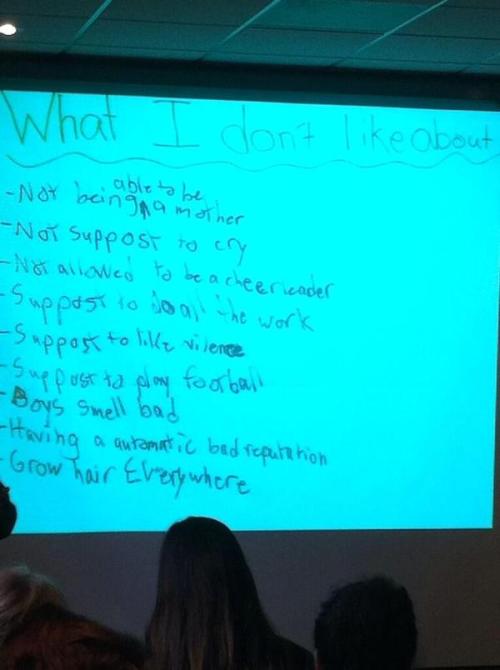 What I don't like about
- Not being able to be a mother
- Not suppost to cry
- Not allowed to be a cheerleader
- Suppost to do all the work
- Suppost to like vilence
- Suppost to play football
- Boys smell bad
- Having a automatic bad reputation
- Grow hair EVerywhere